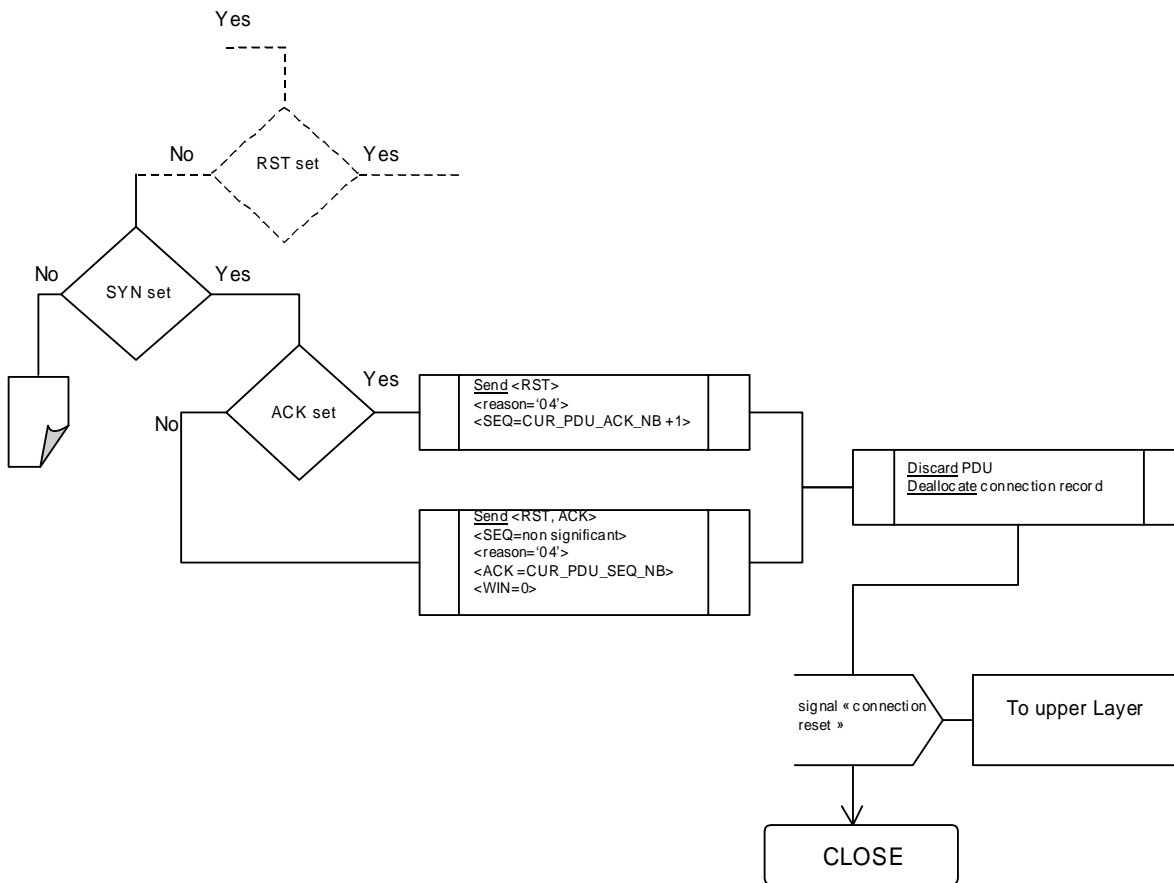 Yes
No
RST set
Yes
No
SYN set
Yes
No
ACK set
Yes
Send <RST>
<reason='04'>
<SEQ=CUR_PDU_ACK_NB +1>
Send <RST, ACK>
<SEQ=non significant>
<reason='04'>
<ACK =CUR_PDU_SEQ_NB>
<WIN=0>
Discard PDU
Deallocate connection record
signal « connection
reset »
To upper Layer
CLOSE